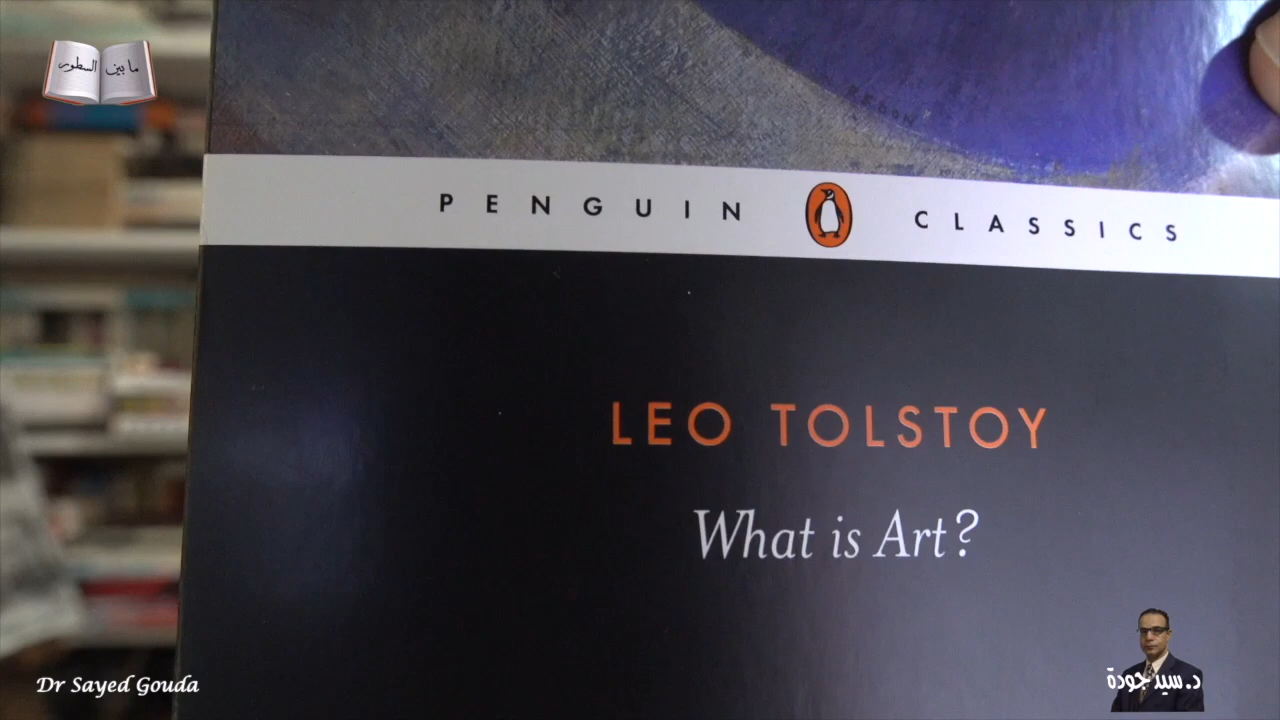 ما بين السطور
PENGUIN CLASSICS
LEO TOLSTOY
What is Art?
Dr Sayed Gouda
د. سيد جودة